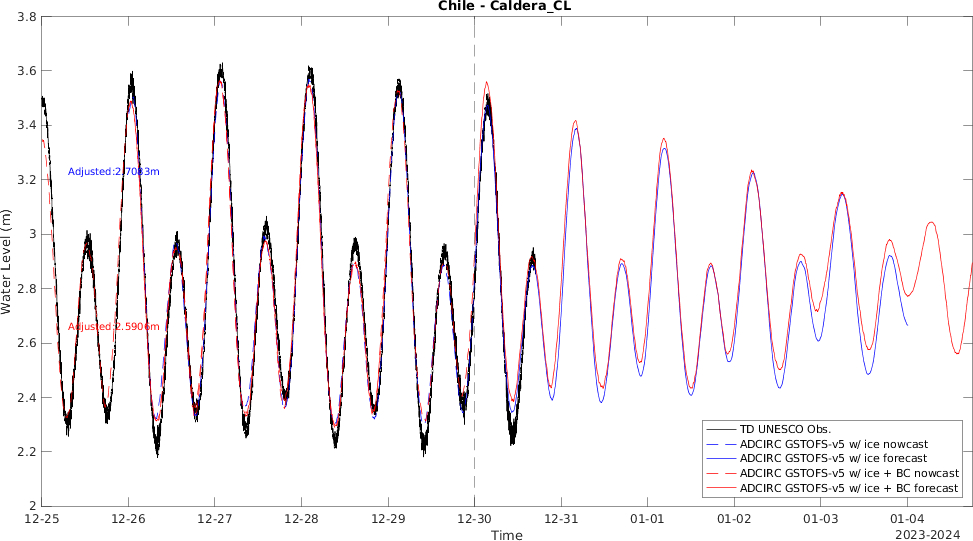 Chile - Caldera_CL
3.8
3.6
3.4
3.2
3
2.8
2.6
2.4
2.2
2
Water Level (m)
Adjusted:2.7083m
Adjusted:2.5906m
TD UNESCO Obs.
ADCIRC GSTOFS-v5 w/ ice nowcast
ADCIRC GSTOFS-v5 w/ ice forecast
ADCIRC GSTOFS-v5 w/ ice + BC nowcast
ADCIRC GSTOFS-v5 w/ ice + BC forecast
12-25 12-26 12-27 12-28 12-29 12-30 12-31 01-01 01-02 01-03 01-04
Time
2023-2024